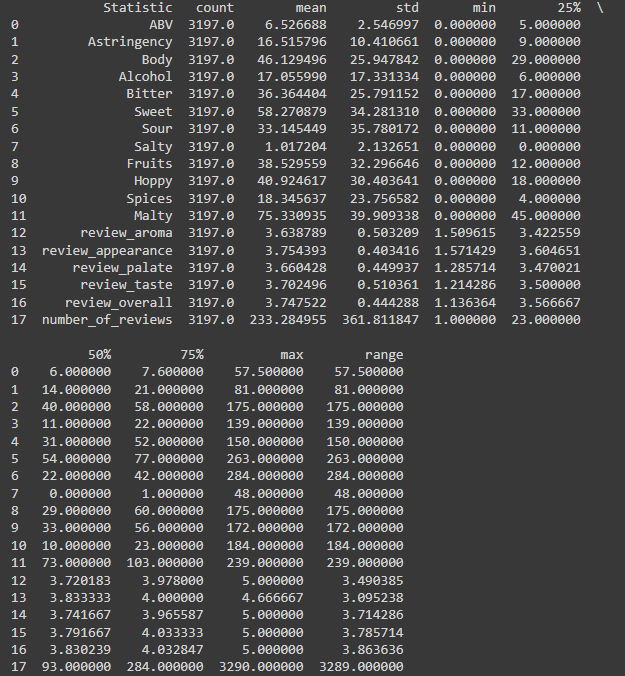 Statistic count mean std min 25% \
0 ABV 3197.0 6.526688 2.546997 0.000000 5.000000
1 Astringency 3197.0 16.515796 10.410661 0.000000 9.000000
2 Body 3197.0 46.129496 25.947842 0.000000 29.000000
3 Alcohol 3197.0 17.055990 17.331334 0.000000 6.000000
4 Bitter 3197.0 36.364404 25.791152 0.000000 17.000000
5 Sweet 3197.0 58.270879 34.281310 0.000000 33.000000
6 Sour 3197.0 33.145449 35.780172 0.000000 11.000000
7 Salty 3197.0 1.017204 2.132651 0.000000 0.000000
8 Fruits 3197.0 38.529559 32.296646 0.000000 12.000000
9 Hoppy 3197.0 40.924617 30.403641 0.000000 18.000000
10 Spices 3197.0 18.345637 23.756582 0.000000 4.000000
11 Malty 3197.0 75.330935 39.909338 0.000000 45.000000
12 review_aroma 3197.0 3.638789 0.503209 1.509615 3.422559
13 review_appearance 3197.0 3.754393 0.403416 1.571429 3.604651
14 review_palate 3197.0 3.660428 0.449937 1.285714 3.470021
15 review_taste 3197.0 3.702496 0.510361 1.214286 3.500000
16 review_overall 3197.0 3.747522 0.444288 1.136364 3.566667
17 number_of_reviews 3197.0 233.284955 361.811847 1.000000 23.000000
50% 75% max range
0 6.000000 7.600000 57.500000 57.500000
1 14.000000 21.000000 81.000000 81.000000
2 40.000000 58.000000 175.000000 175.000000
3 11.000000 22.000000 139.000000 139.000000
4 31.000000 52.000000 150.000000 150.000000
5 54.000000 77.000000 263.000000 263.000000
6 22.000000 42.000000 284.000000 284.000000
7 0.000000 1.000000 48.000000 48.000000
8 29.000000 60.000000 175.000000 175.000000
9 33.000000 56.000000 172.000000 172.000000
10 10.000000 23.000000 184.000000 184.000000
11 73.000000 103.000000 239.000000 239.000000
12 3.720183 3.978000 5.000000 3.490385
13 3.833333 4.000000 4.666667 3.095238
14 3.741667 3.965587 5.000000 3.714286
15 3.791667 4.033333 5.000000 3.785714
16 3.830239 4.032847 5.000000 3.863636
17 93.000000 284.000000 3290.000000 3289.000000